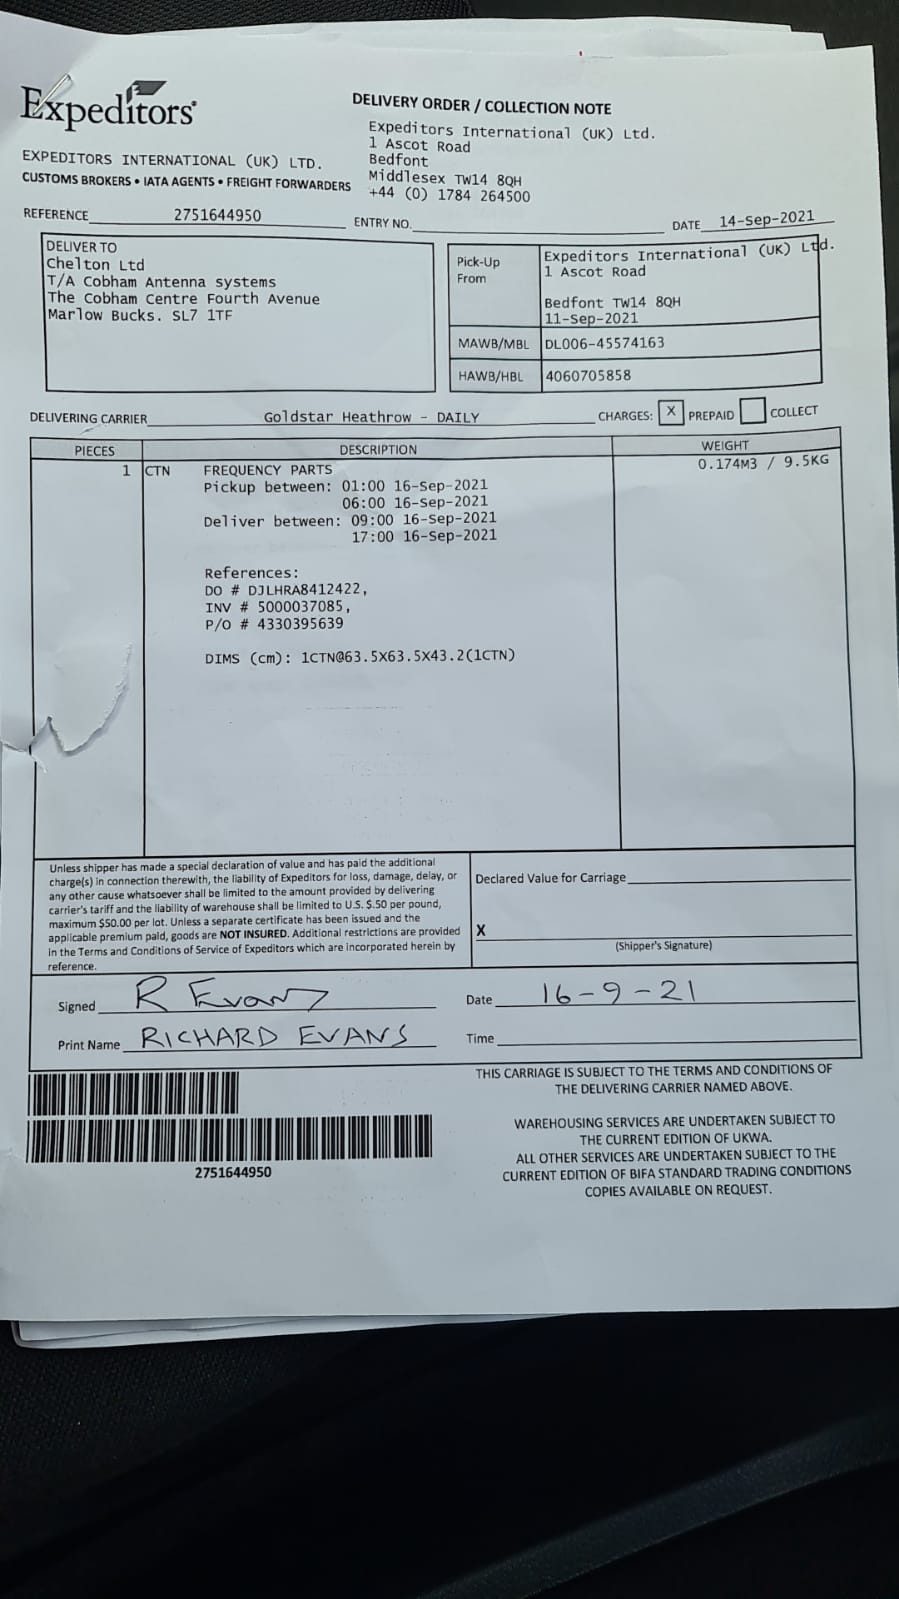 Expeditors®
DELIVERY ORDER / COLLECTION NOTE
Expeditors International (UK) Ltd.
1 Ascot Road
Bedfont
Middlesex TW14 8QH
+44 (0) 1784 264500
EXPEDITORS INTERNATIONAL (UK) LTD.
CUSTOMS BROKERS • IATA AGENTS • FREIGHT FORWARDERS
REFERENCE 2751644950 ENTRY NO. DATE 14-Sep-2021
DELIVER TO
Chelton Ltd
T/A Cobham Antenna systems
The Cobham Centre Fourth Avenue
Marlow Bucks. SL7 1TF
Pick-Up From
Expeditors International (UK) Ltd.
1 Ascot Road
Bedfont TW14 8QH
11-Sep-2021
MAWB/MBL DL006-45574163
HAWB/HBL 4060705858
DELIVERING CARRIER Goldstar Heathrow - DAILY CHARGES: X PREPAID COLLECT
PIECES DESCRIPTION WEIGHT
1 CTN FREQUENCY PARTS 0.174M3 / 9.5KG
Pickup between: 01:00 16-Sep-2021
06:00 16-Sep-2021
Deliver between: 09:00 16-Sep-2021
17:00 16-Sep-2021
References:
DO # DJLHRA8412422,
INV # 5000037085,
P/O # 4330395639
DIMS (cm): 1CTN@63.5X63.5X43.2(1CTN)
Unless shipper has made a special declaration of value and has paid the additional
charge(s) in connection therewith, the liability of Expeditors for loss, damage, delay, or
any other cause whatsoever shall be limited to the amount provided by delivering
carrier's tariff and the liability of warehouse shall be limited to U.S. $.50 per pound,
maximum $50.00 per lot. Unless a separate certificate has been issued and the
applicable premium paid, goods are NOT INSURED. Additional restrictions are provided
in the Terms and Conditions of Service of Expeditors which are incorporated herein by
reference.
Declared Value for Carriage
X
(Shipper's Signature)
Signed R Evans
Date 16-9-21
Print Name RICHARD EVANS
Time
2751644950
THIS CARRIAGE IS SUBJECT TO THE TERMS AND CONDITIONS OF
THE DELIVERING CARRIER NAMED ABOVE.
WAREHOUSING SERVICES ARE UNDERTAKEN SUBJECT TO
THE CURRENT EDITION OF UKWA.
ALL OTHER SERVICES ARE UNDERTAKEN SUBJECT TO THE
CURRENT EDITION OF BIFA STANDARD TRADING CONDITIONS
COPIES AVAILABLE ON REQUEST.